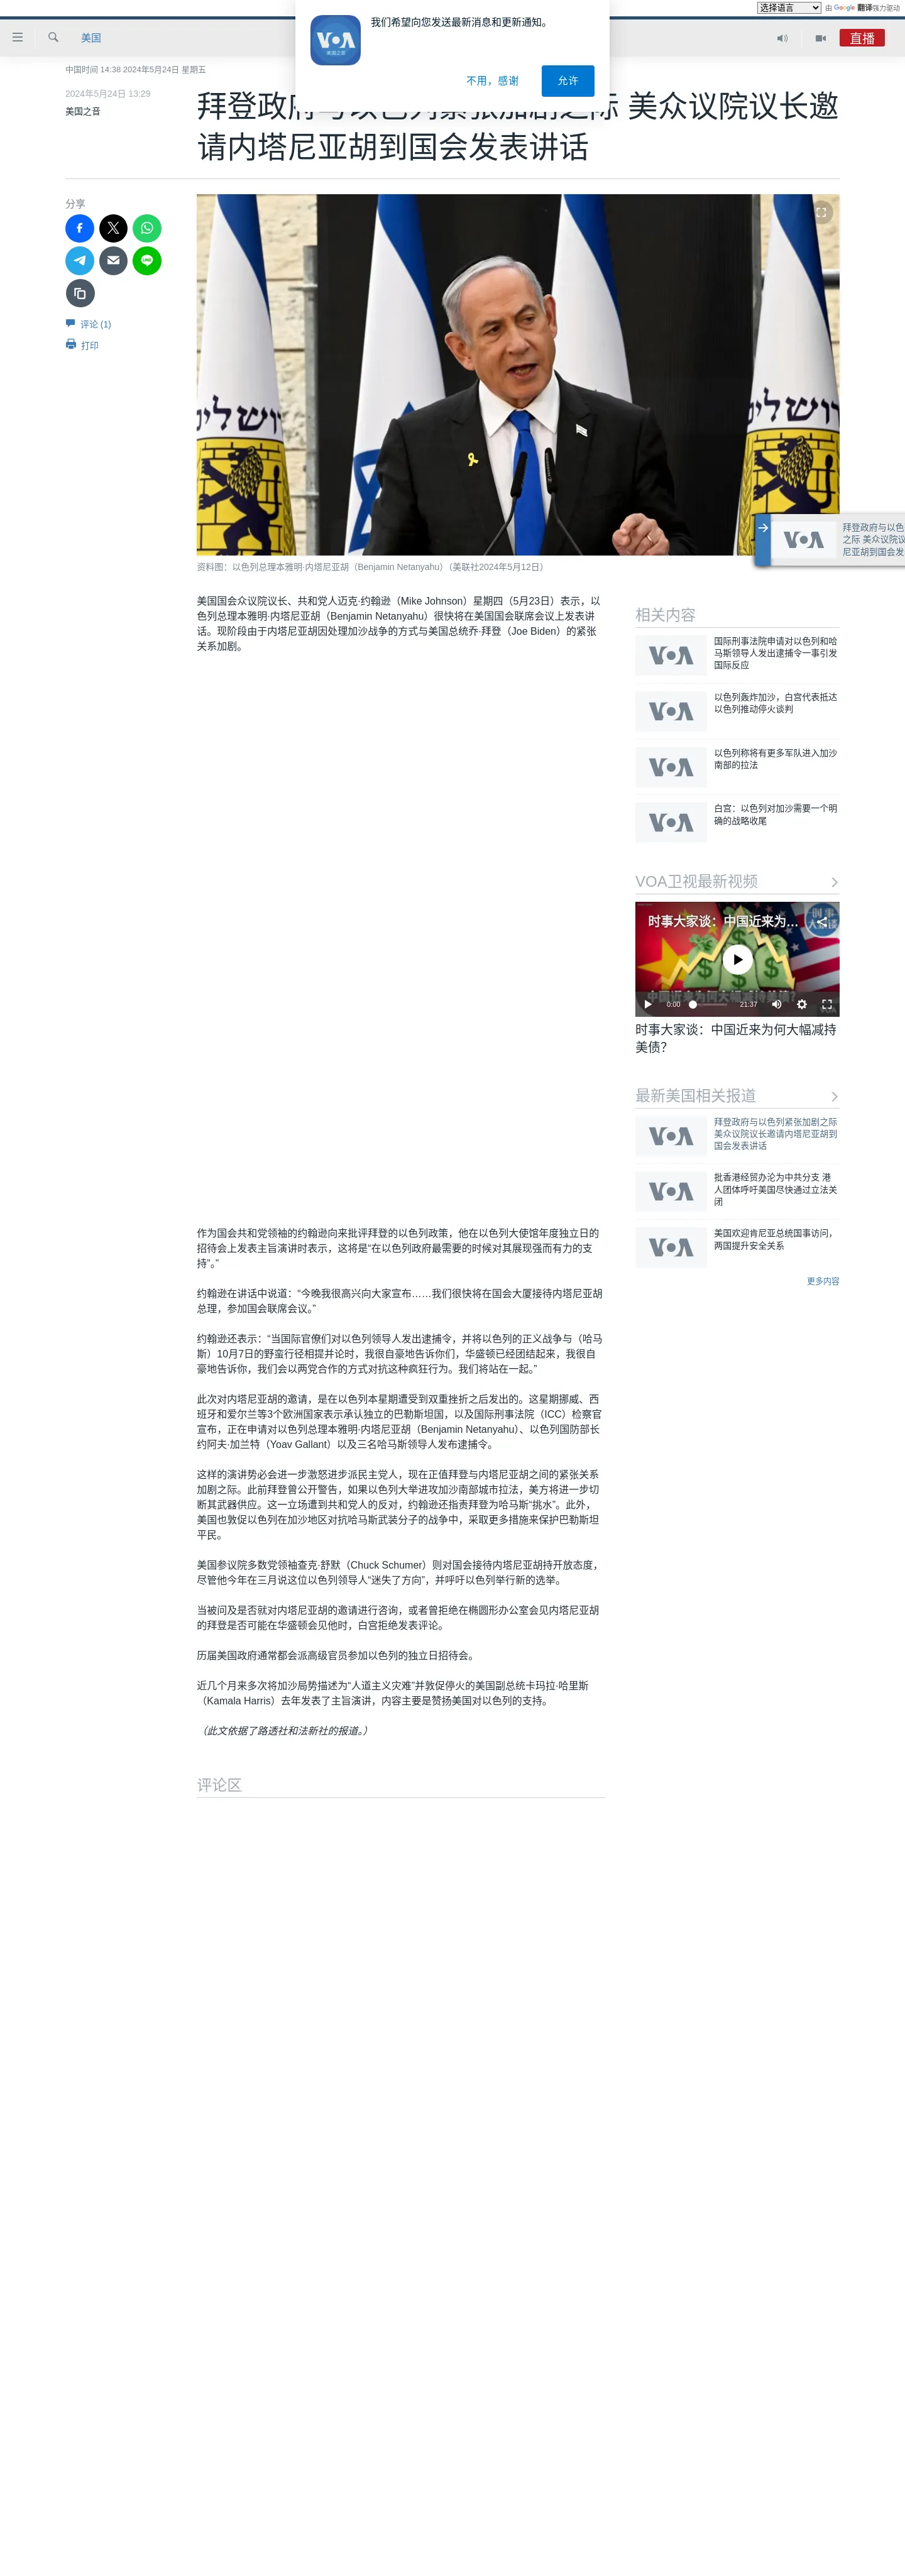 选择语言
由 Google 翻译强力驱动
美国
VOA
美国之音
我们希望向您发送最新消息和更新通知。
不用，感谢
允许
直播
中国时间 14:38 2024年5月24日 星期五
2024年5月24日 13:29
美国之音
美众议院议长邀
请内塔尼亚胡到国会发表讲话
分享
评论 (1)
打印
资料图：以色列总理本雅明·内塔尼亚胡（Benjamin Netanyahu）（美联社2024年5月12日）
VOA
拜登政府与以色
之际 美众议院议
尼亚胡到国会发
美国国会众议院议长、共和党人迈克·约翰逊（Mike Johnson）星期四（5月23日）表示，以
色列总理本雅明·内塔尼亚胡（Benjamin Netanyahu）很快将在美国国会联席会议上发表讲
话。现阶段由于内塔尼亚胡因处理加沙战争的方式与美国总统乔·拜登（Joe Biden）的紧张
关系加剧。
作为国会共和党领袖的约翰逊向来批评拜登的以色列政策，他在以色列大使馆年度独立日的
招待会上发表主旨演讲时表示，这将是“在以色列政府最需要的时候对其展现强而有力的支
持”。”
约翰逊在讲话中说道：“今晚我很高兴向大家宣布……我们很快将在国会大厦接待内塔尼亚胡
总理，参加国会联席会议。”
约翰逊还表示：“当国际官僚们对以色列领导人发出逮捕令，并将以色列的正义战争与（哈马
斯）10月7日的野蛮行径相提并论时，我很自豪地告诉你们，华盛顿已经团结起来，我很自
豪地告诉你，我们会以两党合作的方式对抗这种疯狂行为。我们将站在一起。”
此次对内塔尼亚胡的邀请，是在以色列本星期遭受到双重挫折之后发出的。这星期挪威、西
班牙和爱尔兰等3个欧洲国家表示承认独立的巴勒斯坦国，以及国际刑事法院（ICC）检察官
宣布，正在申请对以色列总理本雅明·内塔尼亚胡（Benjamin Netanyahu）、以色列国防部长
约阿夫·加兰特（Yoav Gallant）以及三名哈马斯领导人发布逮捕令。
这样的演讲势必会进一步激怒进步派民主党人，现在正值拜登与内塔尼亚胡之间的紧张关系
加剧之际。此前拜登曾公开警告，如果以色列大举进攻加沙南部城市拉法，美方将进一步切
断其武器供应。这一立场遭到共和党人的反对，约翰逊还指责拜登为哈马斯“挑水”。此外，
美国也敦促以色列在加沙地区对抗哈马斯武装分子的战争中，采取更多措施来保护巴勒斯坦
平民。
美国参议院多数党领袖查克·舒默（Chuck Schumer）则对国会接待内塔尼亚胡持开放态度，
尽管他今年在三月说这位以色列领导人“迷失了方向”，并呼吁以色列举行新的选举。
当被问及是否就对内塔尼亚胡的邀请进行咨询，或者曾拒绝在椭圆形办公室会见内塔尼亚胡
的拜登是否可能在华盛顿会见他时，白宫拒绝发表评论。
历届美国政府通常都会派高级官员参加以色列的独立日招待会。
近几个月来多次将加沙局势描述为“人道主义灾难”并敦促停火的美国副总统卡玛拉·哈里斯
（Kamala Harris）去年发表了主旨演讲，内容主要是赞扬美国对以色列的支持。
（此文依据了路透社和法新社的报道。）
评论区
相关内容
VOA
国际刑事法院申请对以色列和哈
马斯领导人发出逮捕令一事引发
国际反应
VOA
以色列轰炸加沙，白宫代表抵达
以色列推动停火谈判
VOA
以色列称将有更多军队进入加沙
南部的拉法
VOA
白宫：以色列对加沙需要一个明
确的战略收尾
VOA卫视最新视频
时事大家谈：中国近来为...
0:00
21:37
时事大家谈：中国近来为何大幅减持
美债？
最新美国相关报道
VOA
拜登政府与以色列紧张加剧之际
美众议院议长邀请内塔尼亚胡到
国会发表讲话
VOA
批香港经贸办沦为中共分支 港
人团体呼吁美国尽快通过立法关
闭
VOA
美国欢迎肯尼亚总统国事访问，
两国提升安全关系
更多内容